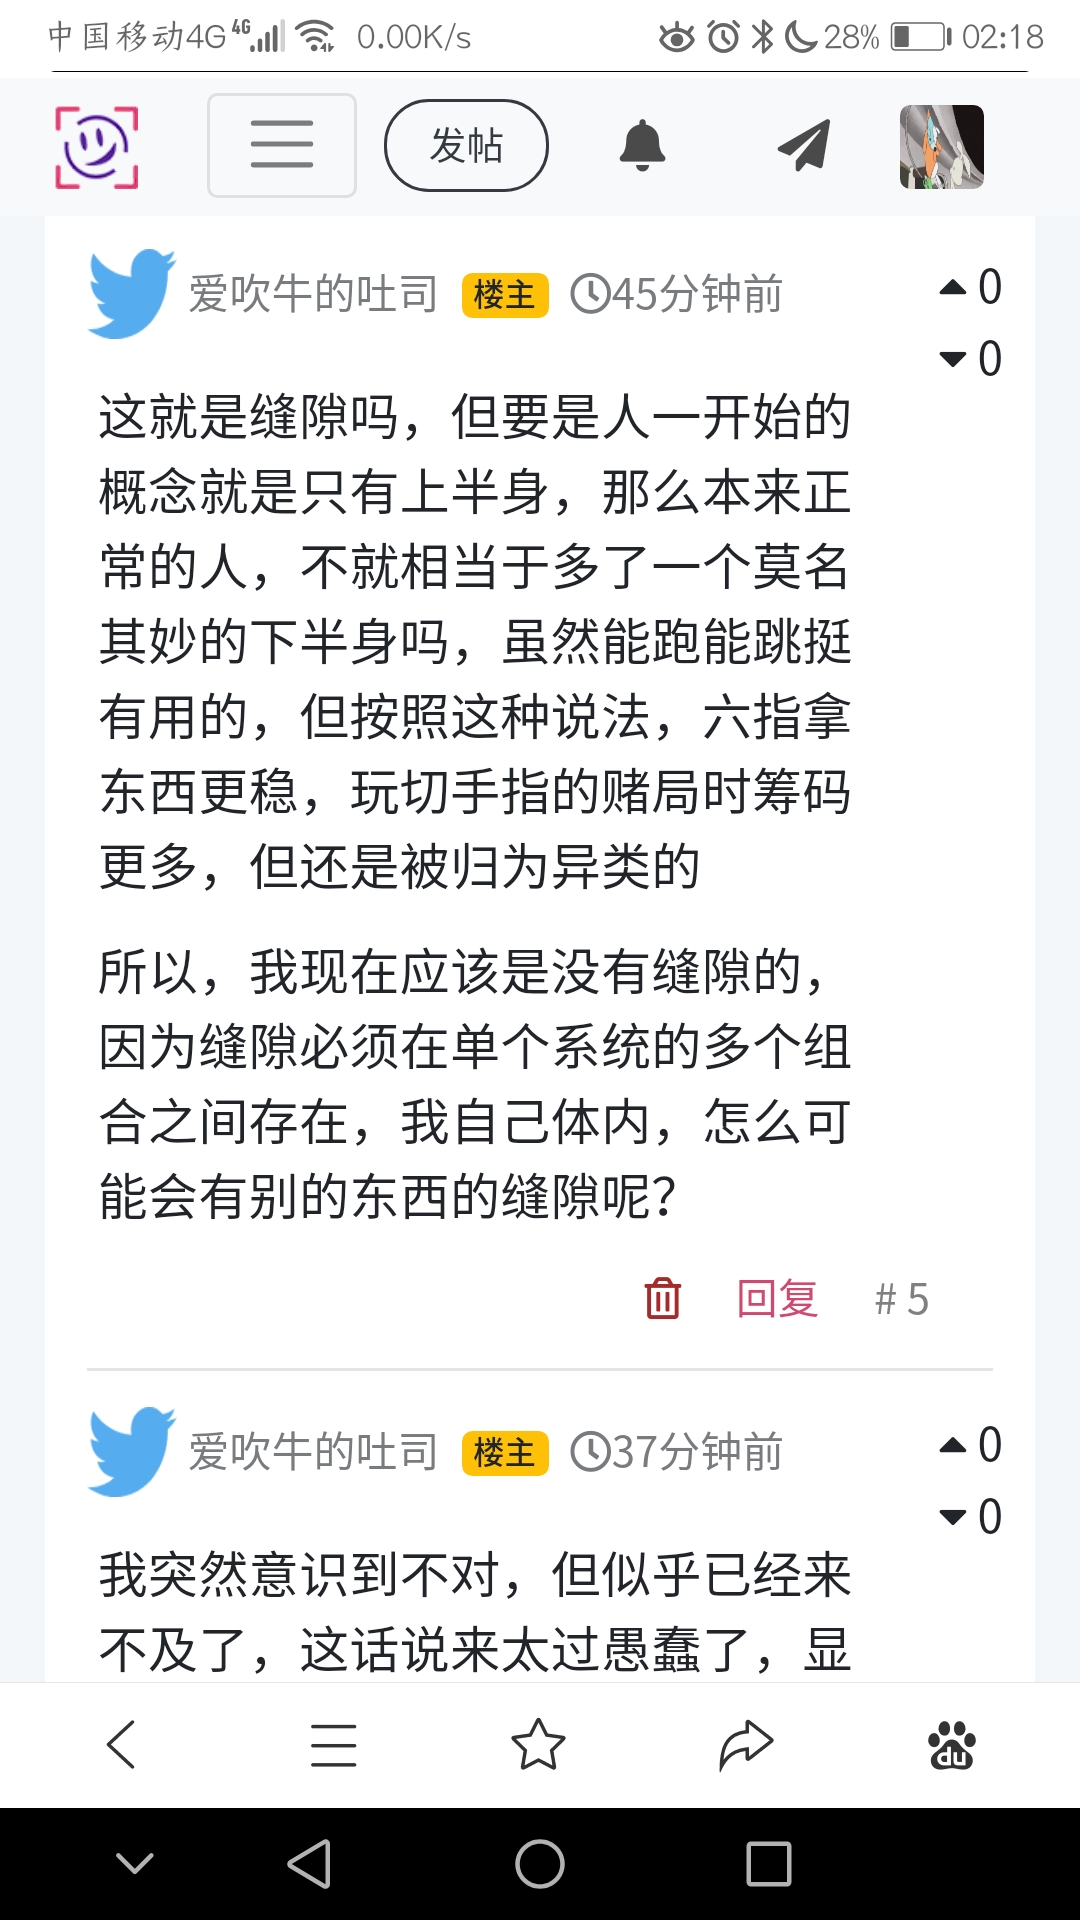 中国移动4G 4G 0.00K/s 28% 02:18
发帖
爱吹牛的吐司 楼主 45分钟前 0
0
这就是缝隙吗，但要是人一开始的
概念就是只有上半身，那么本来正
常的人，不就相当于多了一个莫名
其妙的下半身吗，虽然能跑能跳挺
有用的，但按照这种说法，六指拿
东西更稳，玩切手指的赌局时筹码
更多，但还是被归为异类的
所以，我现在应该是没有缝隙的，
因为缝隙必须在单个系统的多个组
合之间存在，我自己体内，怎么可
能会有别的东西的缝隙呢？
回复 # 5
爱吹牛的吐司 楼主 37分钟前 0
0
我突然意识到不对，但似乎已经来
不及了，这话说来太过愚蠢了，显
du